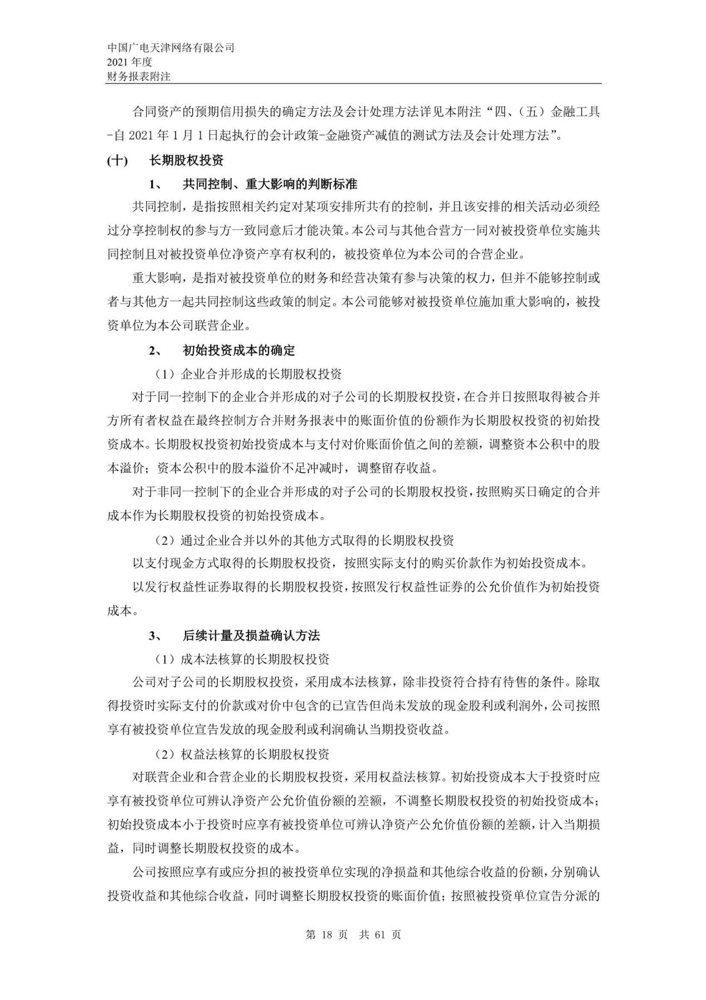 中国广电天津网络有限公司
2021 年度
财务报表附注
合同资产的预期信用损失的确定方法及会计处理方法详见本附注“四、（五）金融工具
-自 2021 年 1 月 1 日起执行的会计政策-金融资产减值的测试方法及会计处理方法”。
(十) 长期股权投资
1、 共同控制、重大影响的判断标准
共同控制，是指按照相关约定对某项安排所共有的控制，并且该安排的相关活动必须经
过分享控制权的参与方一致同意后才能决策。本公司与其他合营方一同对被投资单位实施共
同控制且对被投资单位净资产享有权利的，被投资单位为本公司的合营企业。
重大影响，是指对被投资单位的财务和经营决策有参与决策的权力，但并不能够控制或
者与其他方一起共同控制这些政策的制定。本公司能够对被投资单位施加重大影响的，被投
资单位为本公司联营企业。
2、 初始投资成本的确定
（1）企业合并形成的长期股权投资
对于同一控制下的企业合并形成的对子公司的长期股权投资，在合并日按照取得被合并
方所有者权益在最终控制方合并财务报表中的账面价值的份额作为长期股权投资的初始投
资成本。长期股权投资初始投资成本与支付对价账面价值之间的差额，调整资本公积中的股
本溢价；资本公积中的股本溢价不足冲减时，调整留存收益。
对于非同一控制下的企业合并形成的对子公司的长期股权投资，按照购买日确定的合并
成本作为长期股权投资的初始投资成本。
（2）通过企业合并以外的其他方式取得的长期股权投资
以支付现金方式取得的长期股权投资，按照实际支付的购买价款作为初始投资成本。
以发行权益性证券取得的长期股权投资，按照发行权益性证券的公允价值作为初始投资
成本。
3、 后续计量及损益确认方法
（1）成本法核算的长期股权投资
公司对子公司的长期股权投资，采用成本法核算，除非投资符合持有待售的条件。除取
得投资时实际支付的价款或对价中包含的已宣告但尚未发放的现金股利或利润外，公司按照
享有被投资单位宣告发放的现金股利或利润确认当期投资收益。
（2）权益法核算的长期股权投资
对联营企业和合营企业的长期股权投资，采用权益法核算。初始投资成本大于投资时应
享有被投资单位可辨认净资产公允价值份额的差额，不调整长期股权投资的初始投资成本；
初始投资成本小于投资时应享有被投资单位可辨认净资产公允价值份额的差额，计入当期损
益，同时调整长期股权投资的成本。
公司按照应享有或应分担的被投资单位实现的净损益和其他综合收益的份额，分别确认
投资收益和其他综合收益，同时调整长期股权投资的账面价值；按照被投资单位宣告分派的
第 18 页 共 61 页